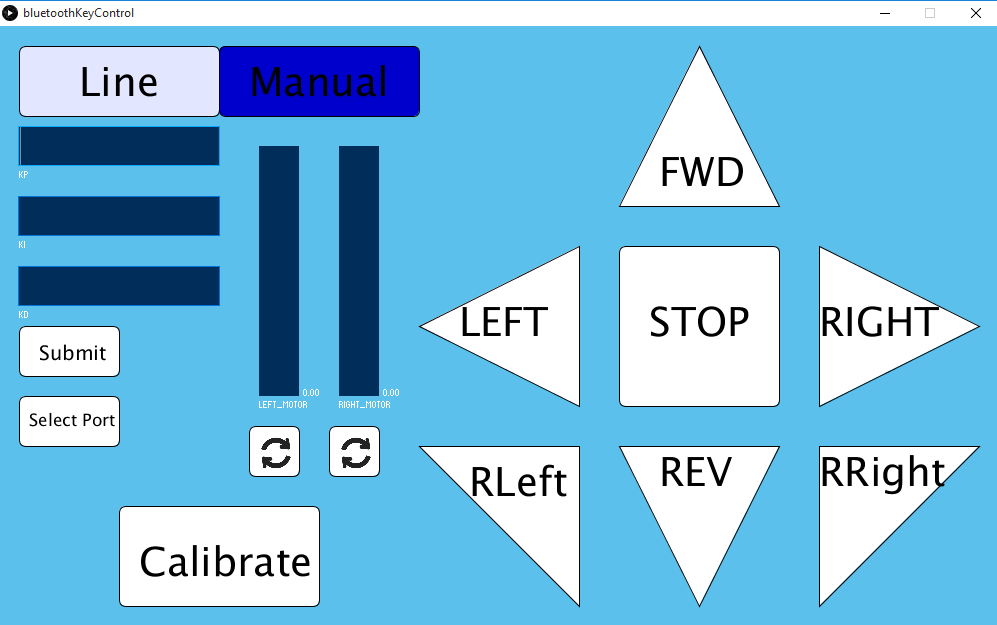 bluetoothKeyControl
Line
Manual
KP
KI
KD
Submit
Select Port
0.00
0.00
LEFT_MOTOR
RIGHT_MOTOR
Calibrate
FWD
LEFT
STOP
RIGHT
RLeft
REV
RRight